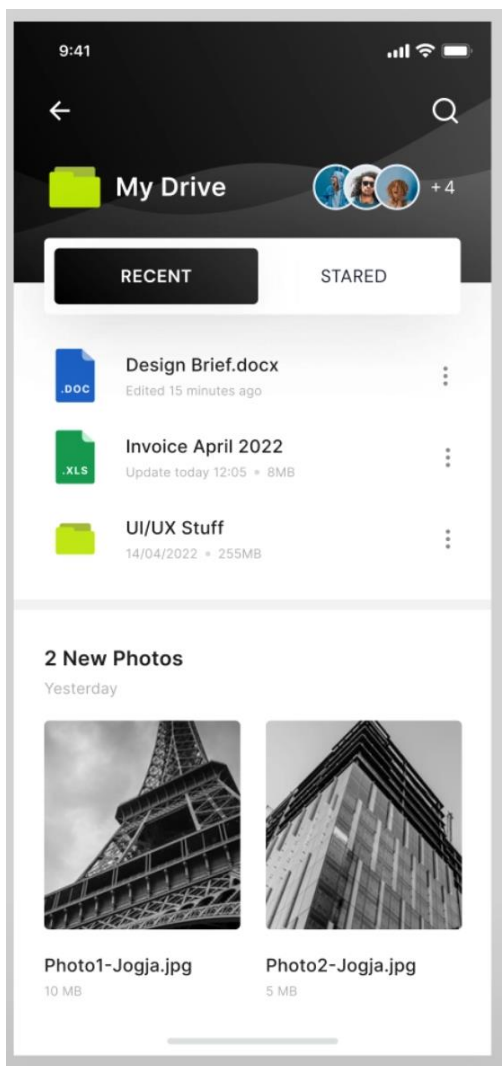 9:41
My Drive
+4
RECENT
STARED
.DOC
Design Brief.docx
Edited 15 minutes ago
.XLS
Invoice April 2022
Update today 12:05 • 8MB
UI/UX Stuff
14/04/2022 • 255MB
2 New Photos
Yesterday
Photo1-Jogja.jpg
Photo2-Jogja.jpg
10 MB
5 MB